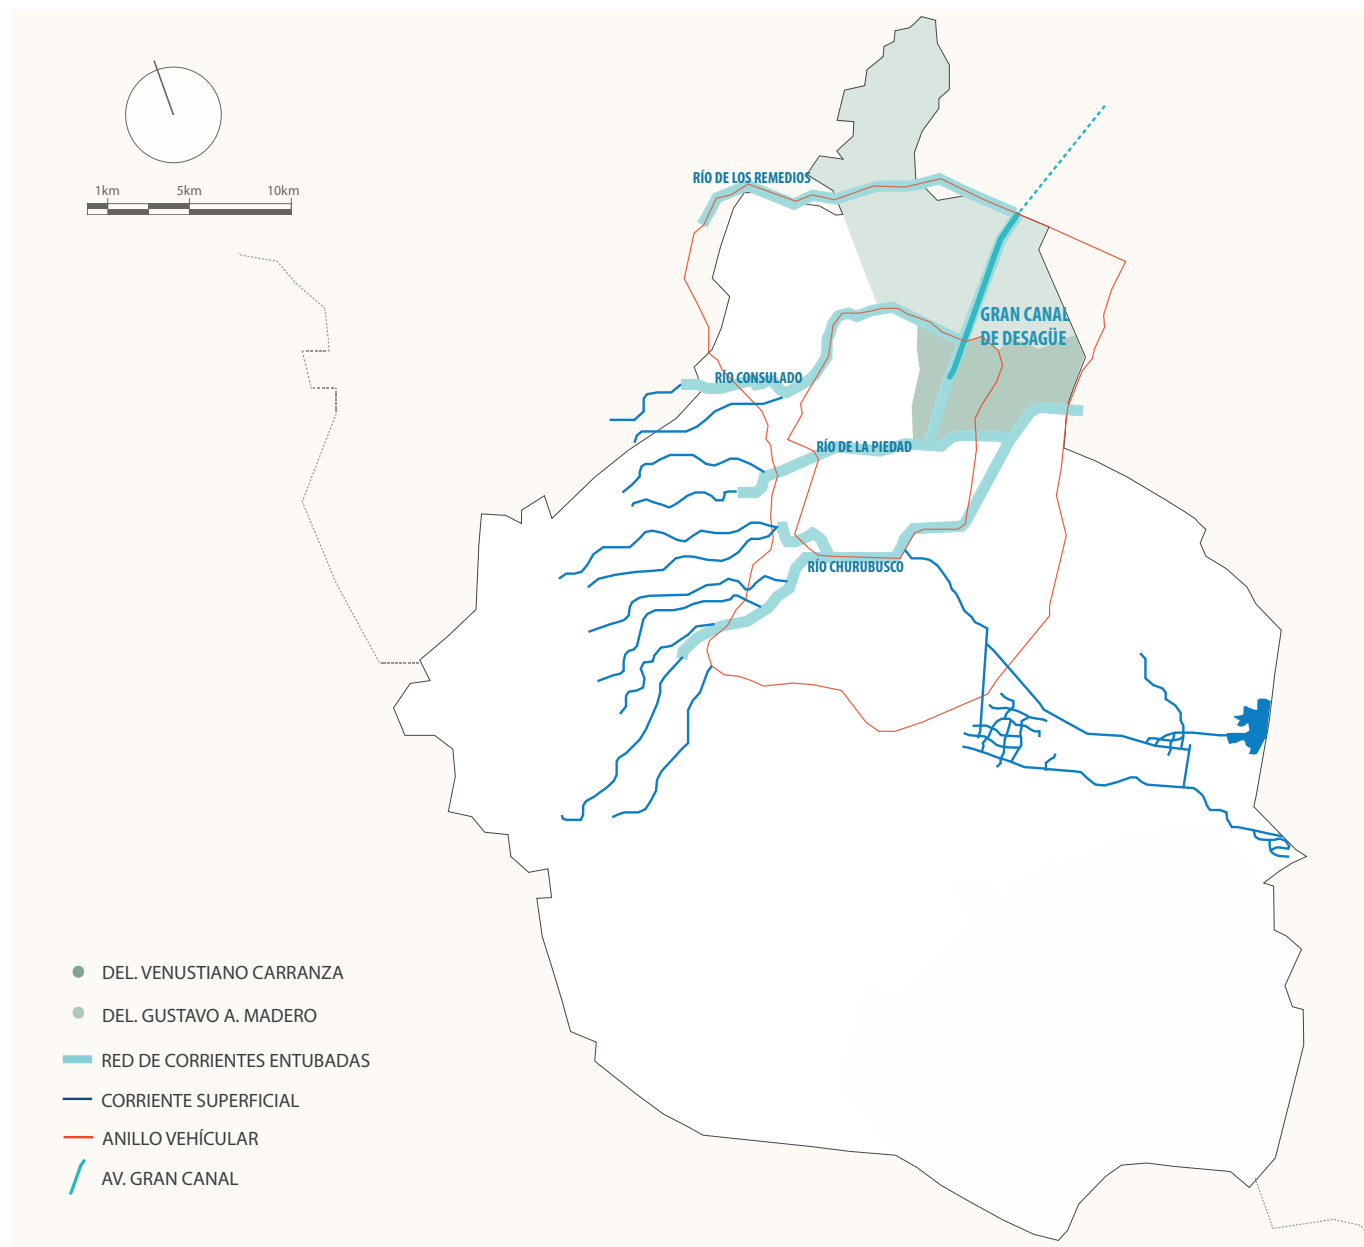 1km 5km 10km
RÍO DE LOS REMEDIOS
GRAN CANAL
DE DESAGÜE
RÍO CONSULADO
RÍO DE LA PIEDAD
RÍO CHURUBUSCO
DEL. VENUSTIANO CARRANZA
DEL. GUSTAVO A. MADERO
RED DE CORRIENTES ENTUBADAS
CORRIENTE SUPERFICIAL
ANILLO VEHÍCULAR
AV. GRAN CANAL